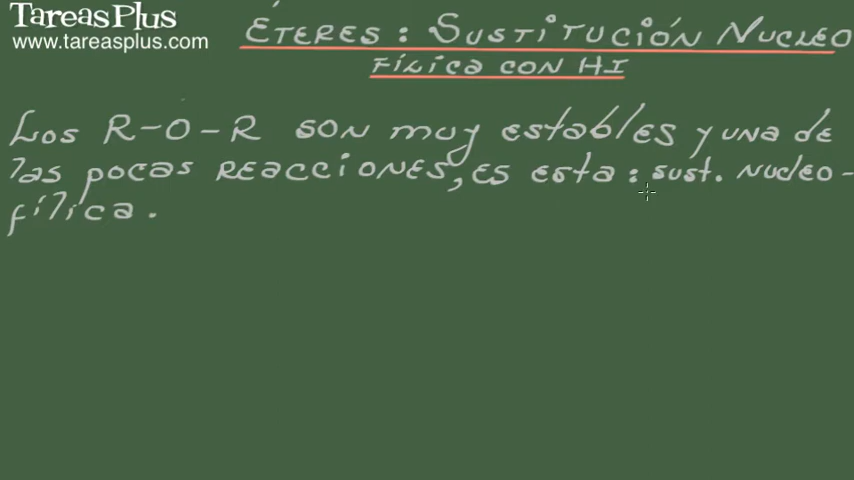 TareasPlus
www.tareasplus.com
ÉTERES: SUSTITUCIÓN NUCLEO
FÍLICA CON HI
Los R-O-R SON muy estables y una de
las pocas REACCIONES, ES ESTA: SUST. NUCLEO-
fílica.